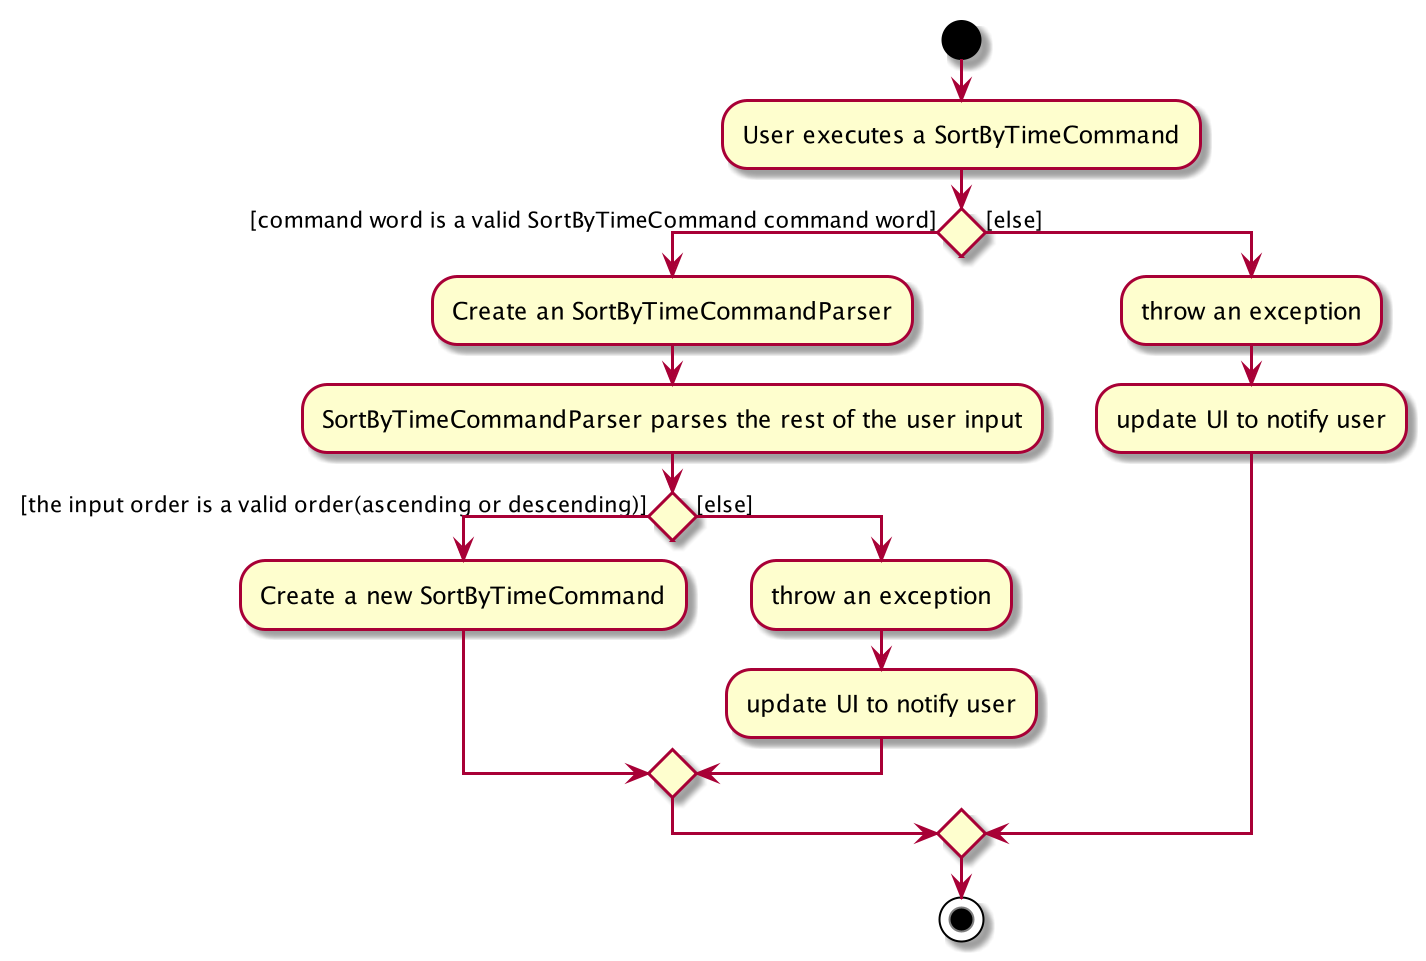 User executes a SortByTimeCommand
[command word is a valid SortByTimeCommand command word]
[else]
Create an SortByTimeCommandParser
throw an exception
SortByTimeCommandParser parses the rest of the user input
update UI to notify user
[the input order is a valid order(ascending or descending)]
[else]
Create a new SortByTimeCommand
throw an exception
update UI to notify user